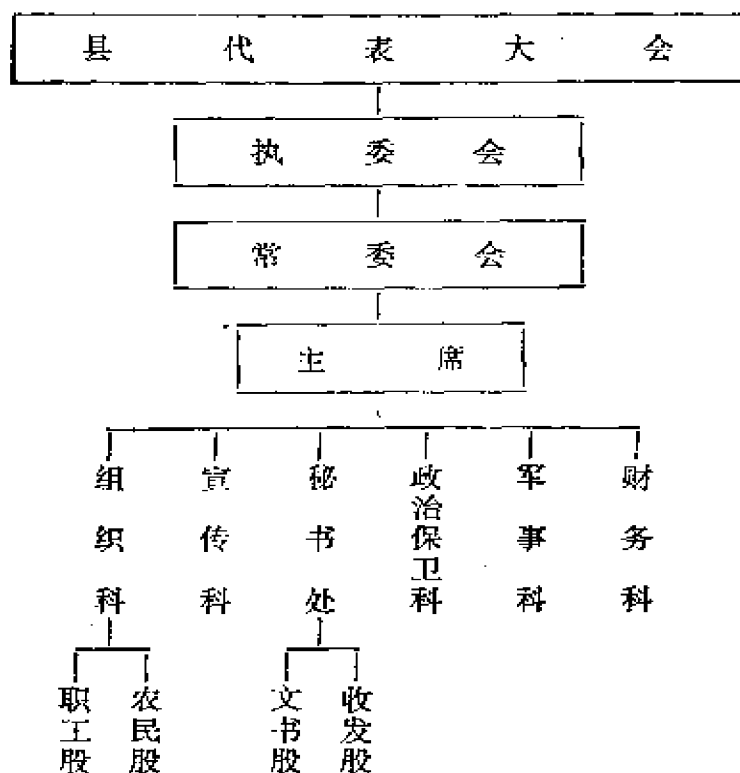 县代表大会
执委会
常委会
主席
组织科
宣传科
秘书处
政治保卫科
军事科
财务科
职工股
农民股
文书股
收发股